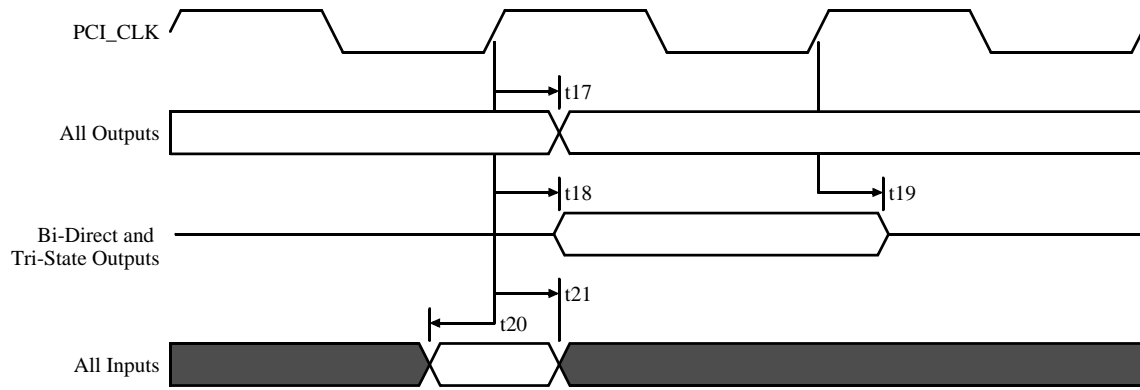 PCI_CLK
t17
All Outputs
t18
t19
Bi-Direct and
Tri-State Outputs
t21
t20
All Inputs